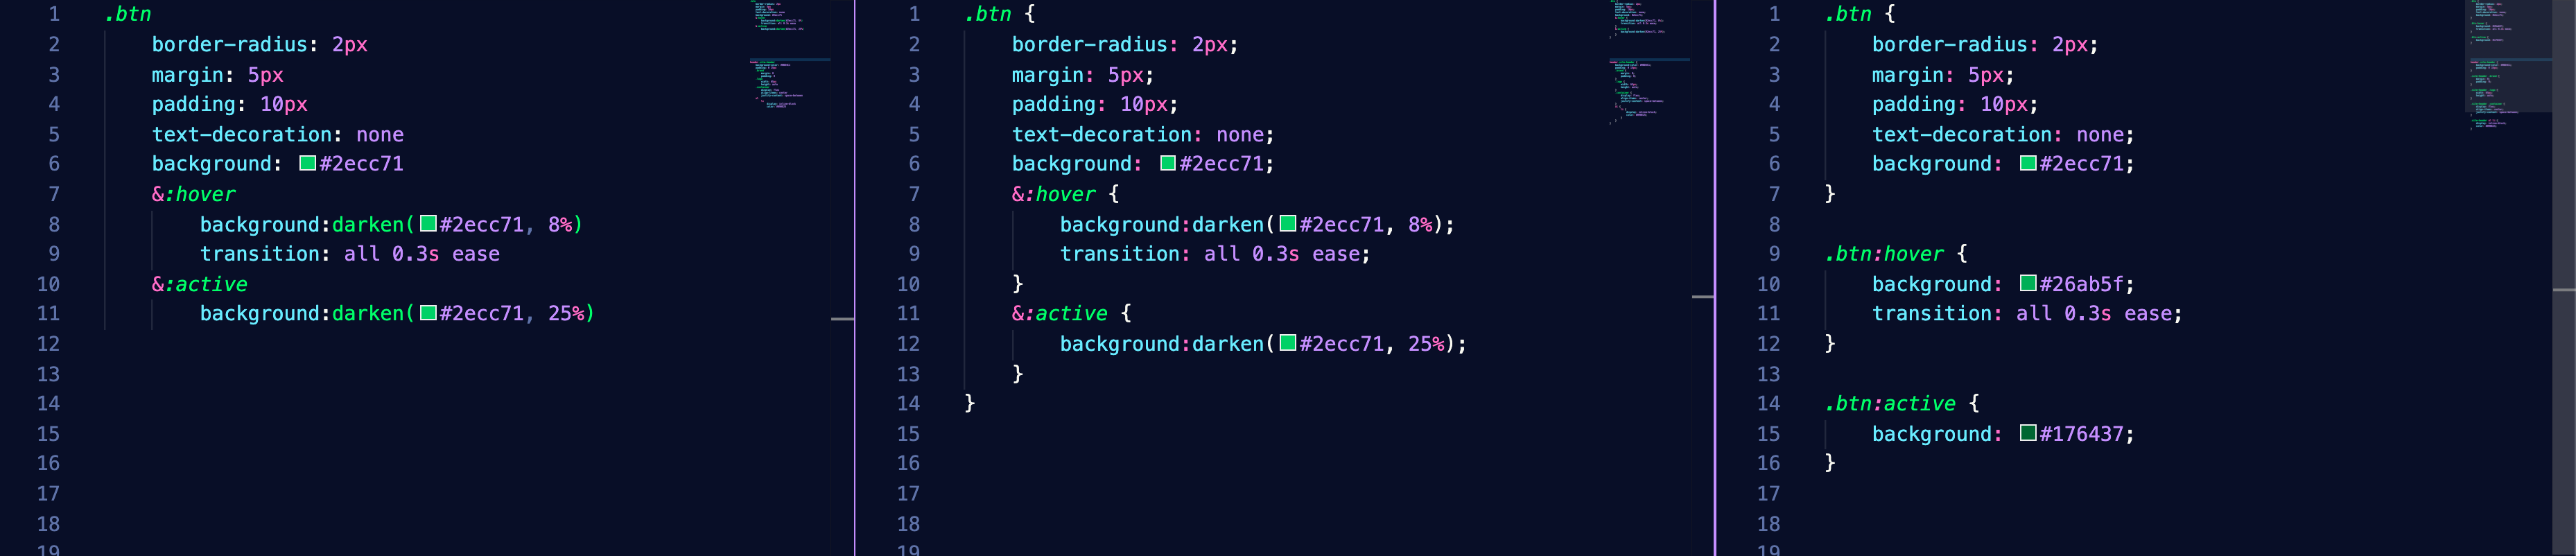 1 .btn
2 border-radius: 2px
3 margin: 5px
4 padding: 10px
5 text-decoration: none
6 background: #2ecc71
7 &:hover
8 background:darken(#2ecc71, 8%)
9 transition: all 0.3s ease
10 &:active
11 background:darken(#2ecc71, 25%)
12
13
14
15
16
17
18
19
1 .btn {
2 border-radius: 2px;
3 margin: 5px;
4 padding: 10px;
5 text-decoration: none;
6 background: #2ecc71;
7 &:hover {
8 background:darken(#2ecc71, 8%);
9 transition: all 0.3s ease;
10 }
11 &:active {
12 background:darken(#2ecc71, 25%);
13 }
14 }
15
16
17
18
19
1 .btn {
2 border-radius: 2px;
3 margin: 5px;
4 padding: 10px;
5 text-decoration: none;
6 background: #2ecc71;
7 }
8
9 .btn:hover {
10 background: #26ab5f;
11 transition: all 0.3s ease;
12 }
13
14 .btn:active {
15 background: #176437;
16 }
17
18
19